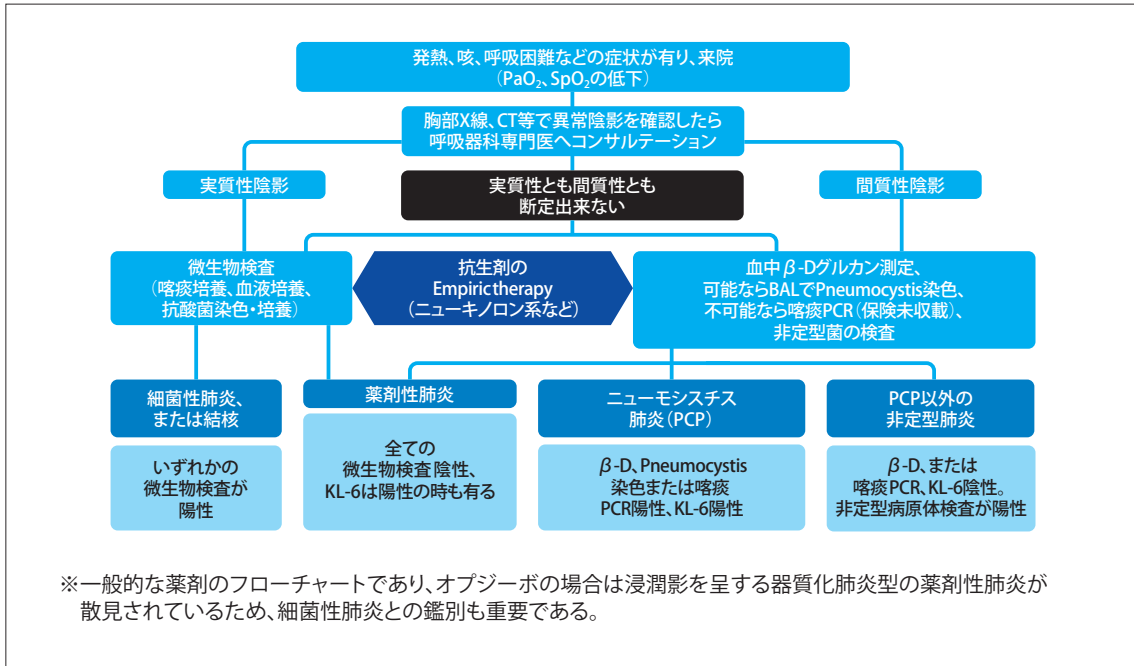 発熱、咳、呼吸困難などの症状が有り、来院
（PaO₂、SpO₂の低下）
胸部X線、CT等で異常陰影を確認したら
呼吸器科専門医へコンサルテーション
実質性陰影
実質性とも間質性とも
断定出来ない
間質性陰影
微生物検査
（喀痰培養、血液培養、
抗酸菌染色・培養）
抗生剤の
Empirictherapy
（ニューキノロン系など）
血中β-Dグルカン測定、
可能ならBALでPneumocystis染色、
不可能なら喀痰PCR（保険未収載）、
非定型菌の検査
細菌性肺炎、
または結核
いずれかの
微生物検査が
陽性
薬剤性肺炎
全ての
微生物検査陰性、
KL-6は陽性の時も有る
ニューモシスチス
肺炎（PCP）
β-D、Pneumocystis
染色または喀痰
PCR陽性、KL-6陽性
PCP以外の
非定型肺炎
β-D、または
喀痰PCR、KL-6陰性。
非定型病原体検査が陽性
※一般的な薬剤のフローチャートであり、オプジーボの場合は浸潤影を呈する器質化肺炎型の薬剤性肺炎が
散見されているため、細菌性肺炎との鑑別も重要である。